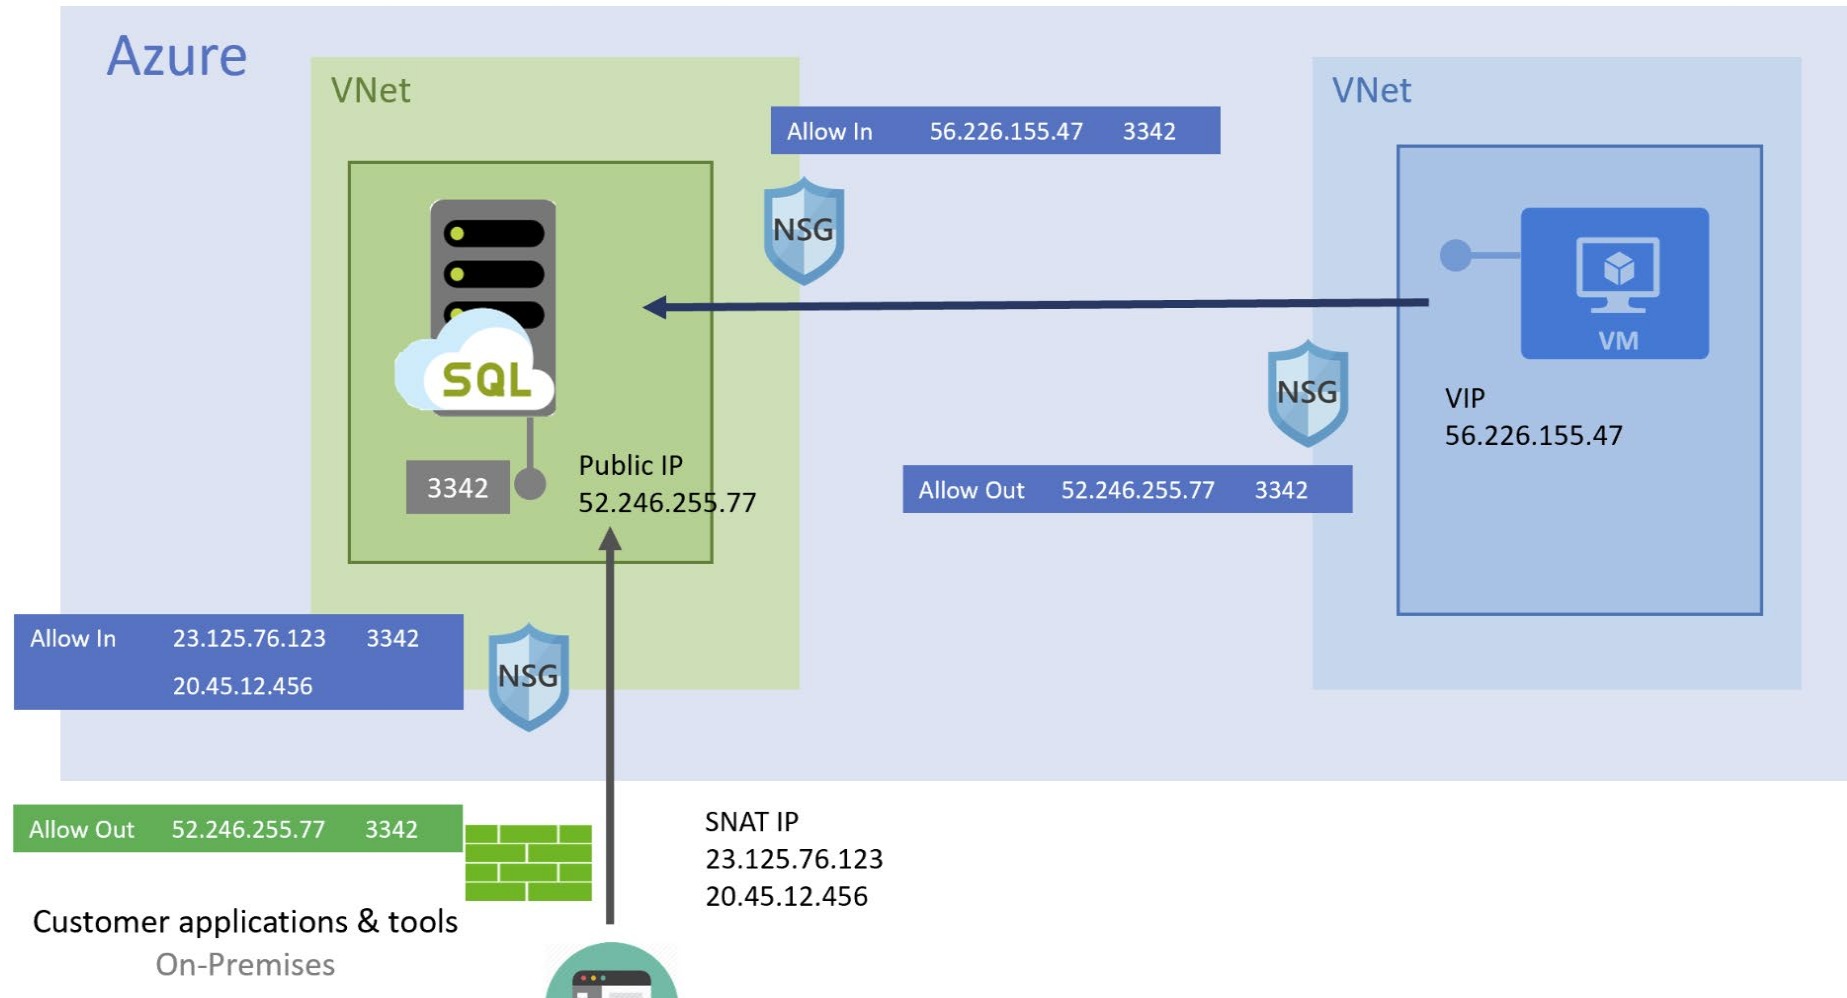 Azure
VNet
VNet
Allow In 56.226.155.47 3342
NSG
VM
SQL
NSG
VIP
56.226.155.47
3342
Public IP
52.246.255.77
Allow Out 52.246.255.77 3342
Allow In 23.125.76.123 3342
20.45.12.456
NSG
Allow Out 52.246.255.77 3342
SNAT IP
23.125.76.123
20.45.12.456
Customer applications & tools
On-Premises